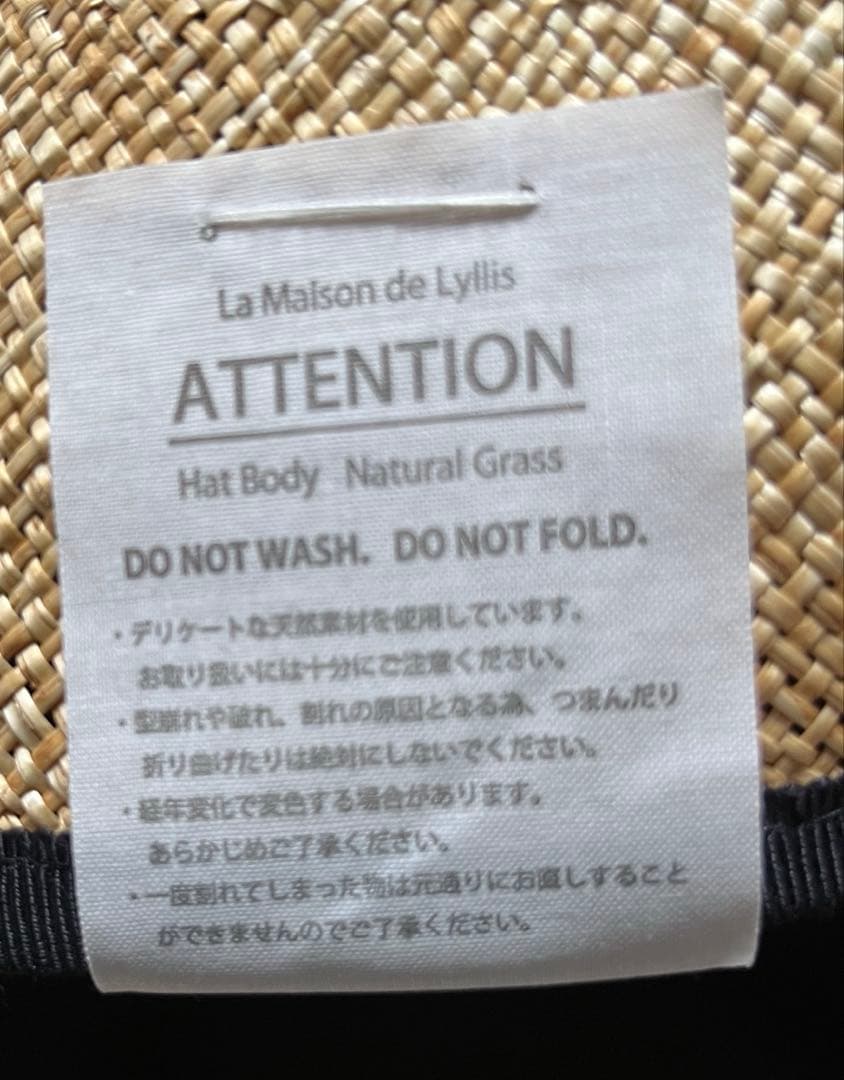 La Maison de Lyllis
ATTENTION
Hat Body Natural Grass
DO NOT WASH. DO NOT FOLD.
・デリケートな天然素材を使用しています。
お取り扱いには十分にご注意ください。
・型崩れや破れ、割れの原因となる為、つまんだり
折り曲げたりは絶対にしないでください。
・経年変化で変色する場合があります。
あらかじめご了承ください。
・一度割れてしまった物は元通りにお直しすること
ができませんのでご了承ください。